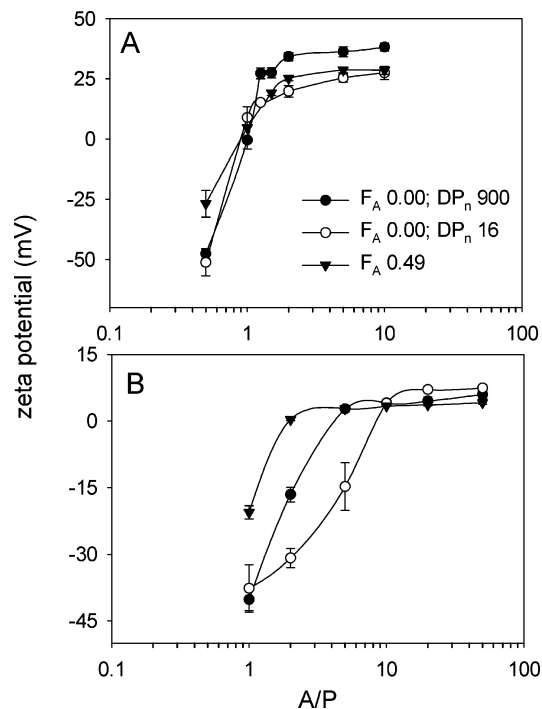 zeta potential (mV)
A
50
25
0
-25
-50
F_A 0.00; DP_n 900
F_A 0.00; DP_n 16
F_A 0.49
0.1 1 10 100
B
15
0
-15
-30
-45
0.1 1 10 100
A/P